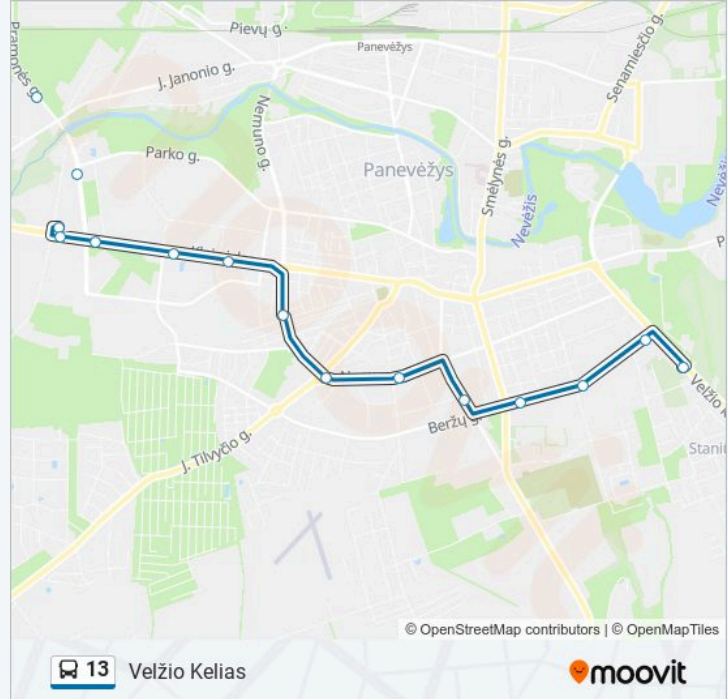 Pramonės g.
Pievų g.
Panevėžys
Senamiesčio g.
J. Janonio g.
Nemuno g.
Parko g.
Panevėžys
Smėlynės g.
Nevėžis
Nevėžis
J. Tilvyčio g.
Beržų g.
Velžio
Staniū
© OpenStreetMap contributors | © OpenMapTiles
13 Velžio Kelias
moovit